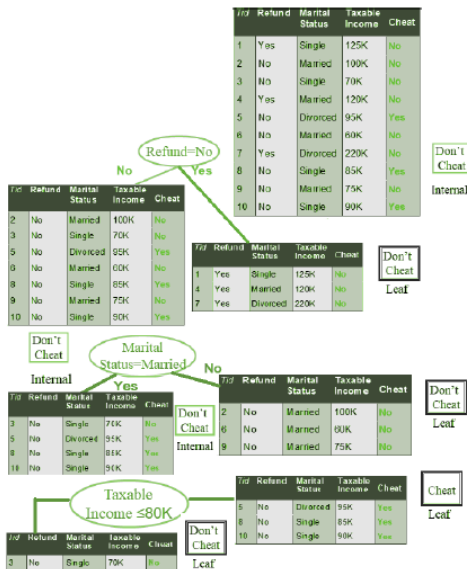 Tid Refund Marital Status Taxable Income Cheat
1 Yes Single 125K No
2 No Married 100K No
3 No Single 70K No
4 Yes Married 120K No
5 No Divorced 95K Yes
6 No Married 60K No
7 Yes Divorced 220K No
8 No Single 85K Yes
9 No Married 75K No
10 No Single 90K Yes
Don't
Cheat
Internal
Refund=No
No
Yes
Tid Refund Marital Status Taxable Income Cheat
2 No Married 100K No
3 No Single 70K No
5 No Divorced 95K Yes
6 No Married 60K No
8 No Single 85K Yes
9 No Married 75K No
10 No Single 90K Yes
Tid Refund Marital Status Taxable Income Cheat
1 Yes Single 125K No
4 Yes Married 120K No
7 Yes Divorced 220K No
Don't
Cheat
Leaf
Don't
Cheat
Internal
Marital
Status=Married
Yes
No
Tid Refund Marital Status Taxable Income Cheat
3 No Single 70K No
5 No Divorced 95K Yes
8 No Single 85K Yes
10 No Single 90K Yes
Don't
Cheat
Internal
Tid Refund Marital Status Taxable Income Cheat
2 No Married 100K No
6 No Married 60K No
9 No Married 75K No
Don't
Cheat
Leaf
Taxable
Income ≤80K
Tid Refund Marital Status Taxable Income Cheat
5 No Divorced 95K Yes
8 No Single 85K Yes
10 No Single 90K Yes
Cheat
Leaf
Tid Refund Marital Status Taxable Income Cheat
3 No Single 70K No
Don't
Cheat
Leaf